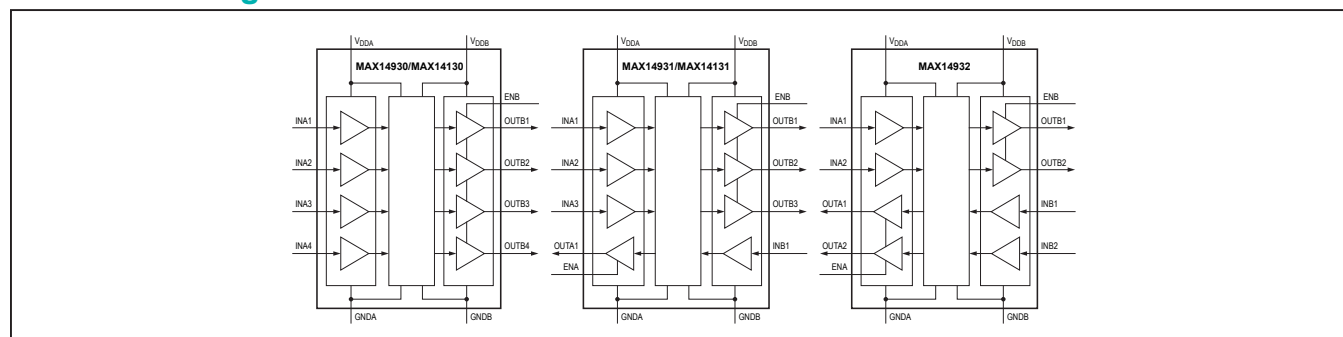 VDDA VDDB
MAX14930/MAX14130
ENB
INA1 OUTB1
INA2 OUTB2
INA3 OUTB3
INA4 OUTB4
GNDA GNDB
VDDA VDDB
MAX14931/MAX14131
ENB
INA1 OUTB1
INA2 OUTB2
INA3 OUTB3
OUTA1 INB1
ENA
GNDA GNDB
VDDA VDDB
MAX14932
ENB
INA1 OUTB1
INA2 OUTB2
OUTA1 INB1
OUTA2 INB2
ENA
GNDA GNDB